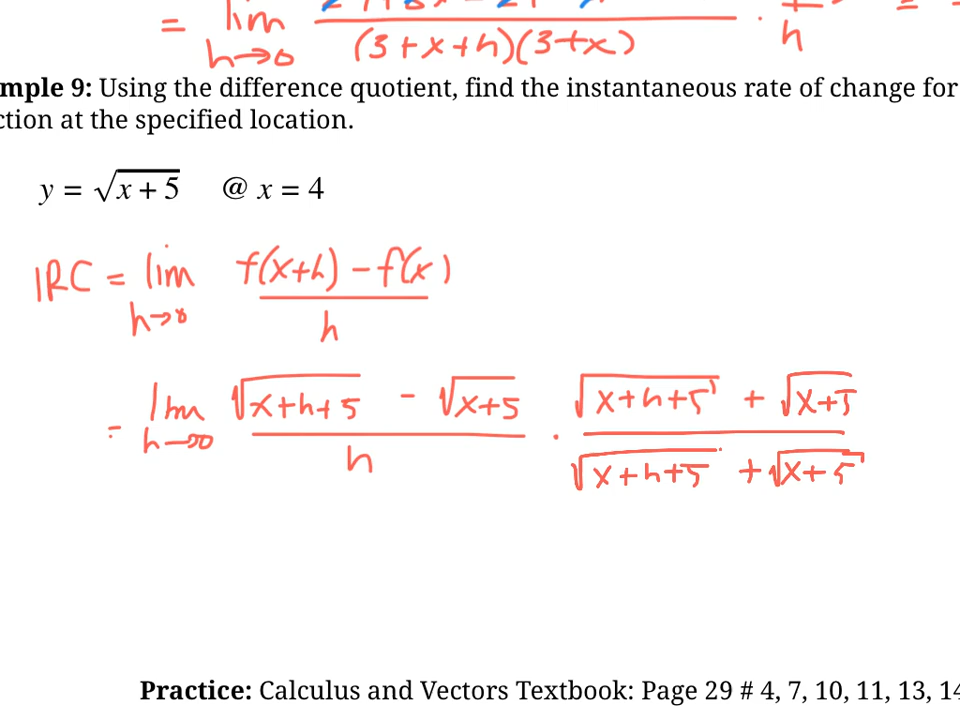 = lim
h→0 (3+x+h)(3+x) · h
mple 9: Using the difference quotient, find the instantaneous rate of change for
ction at the specified location.
y = √x + 5 @ x = 4
IRC = lim f(x+h) - f(x)
h→0 h
= lim √x+h+5 - √x+5 · √x+h+5 + √x+5
h→0 h √x+h+5 + √x+5
Practice: Calculus and Vectors Textbook: Page 29 # 4, 7, 10, 11, 13, 14